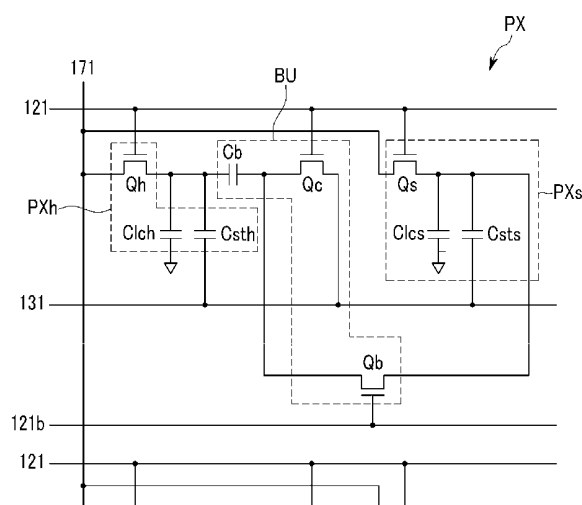 PX
171
BU
121
Cb
Qh
Qc
Qs
PXh
PXs
Clch
Csth
Clcs
Csts
131
Qb
121b
121